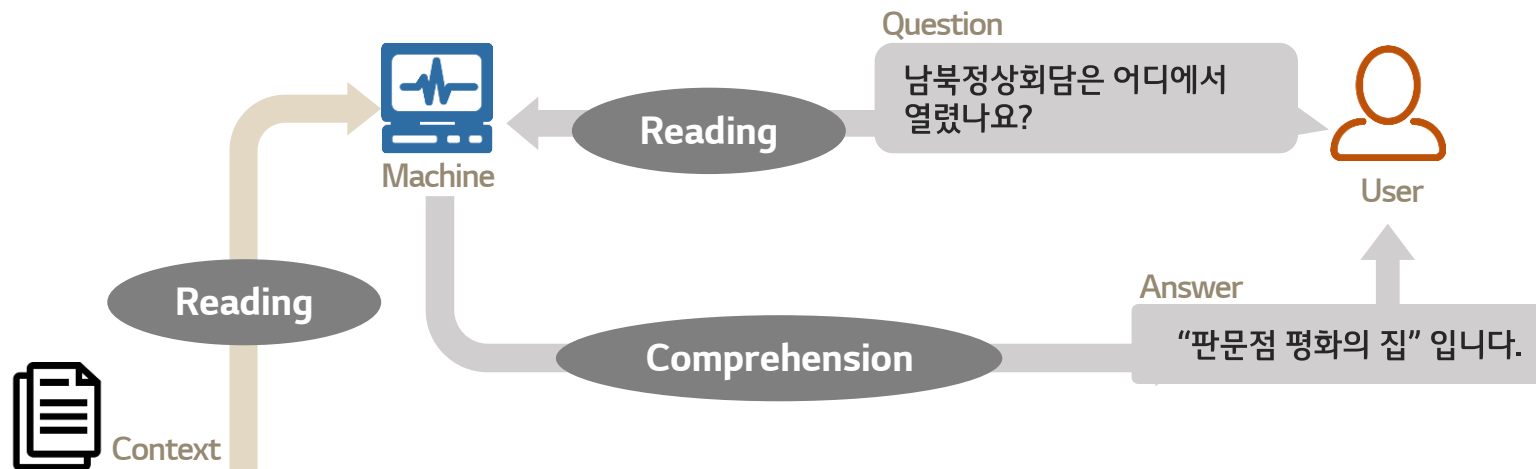 Question
남북정상회담은 어디에서
열렸나요?
Reading
Machine
User
Reading
Answer
Comprehension
“판문점 평화의 집” 입니다.
Context